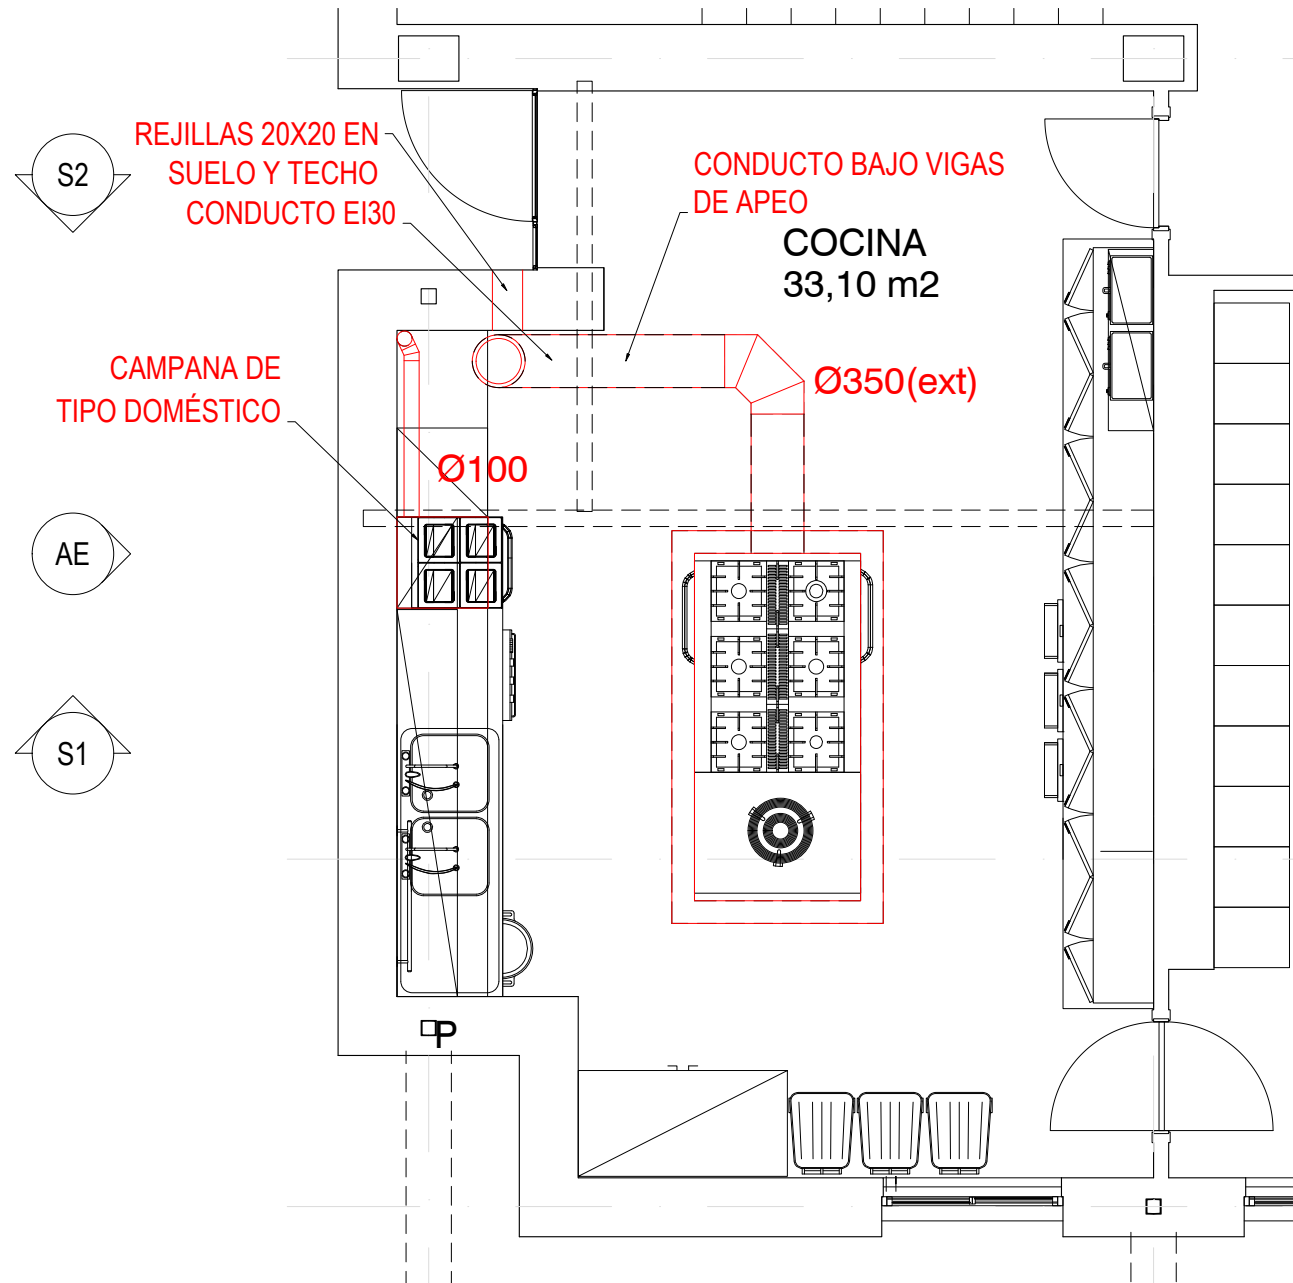 REJILLAS 20X20 EN
SUELO Y TECHO
CONDUCTO EI30
CONDUCTO BAJO VIGAS
DE APEO
COCINA
33,10 m2
S2
CAMPANA DE
TIPO DOMÉSTICO
Ø350(ext)
Ø100
AE
S1
P